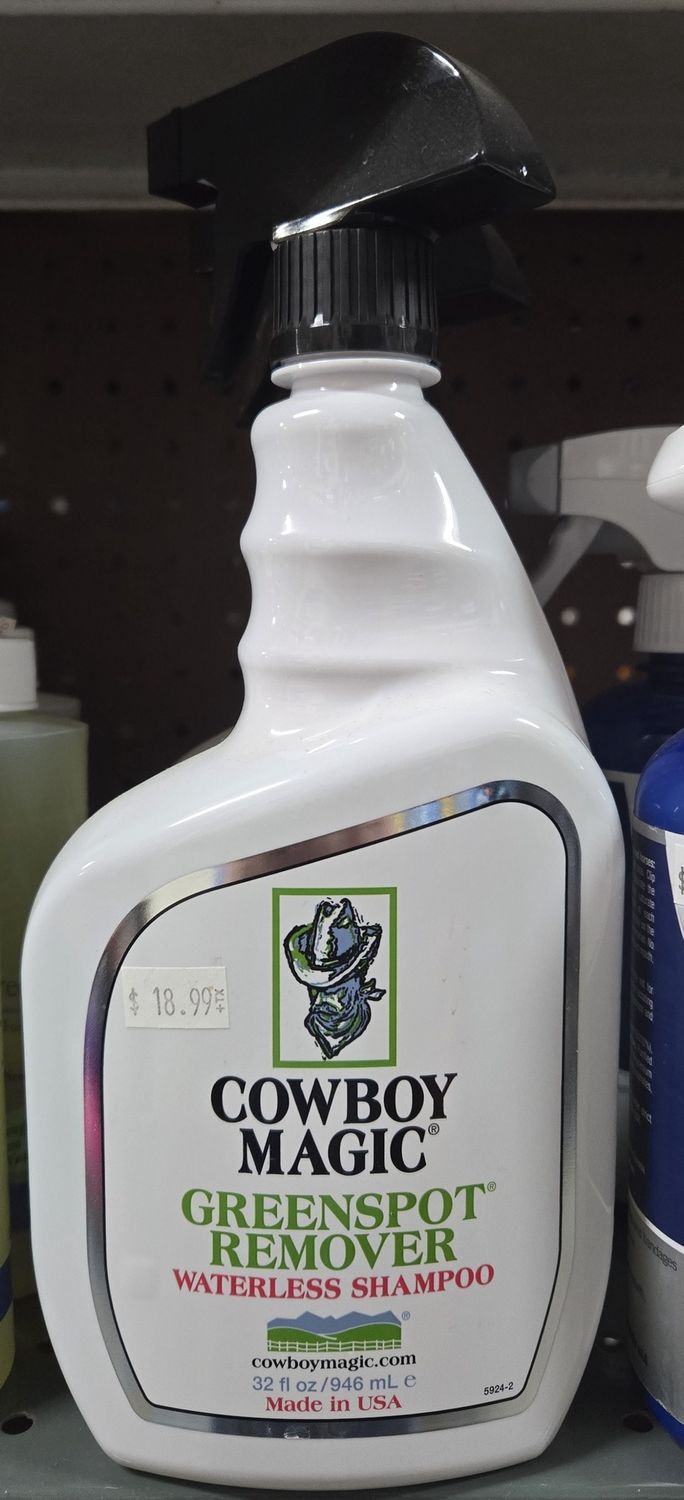 $ 18.99 +TX
COWBOY
MAGIC®
GREENSPOT®
REMOVER
WATERLESS SHAMPOO
®
cowboymagic.com
32 fl oz/946 mL ℮
Made in USA
5924-2
$